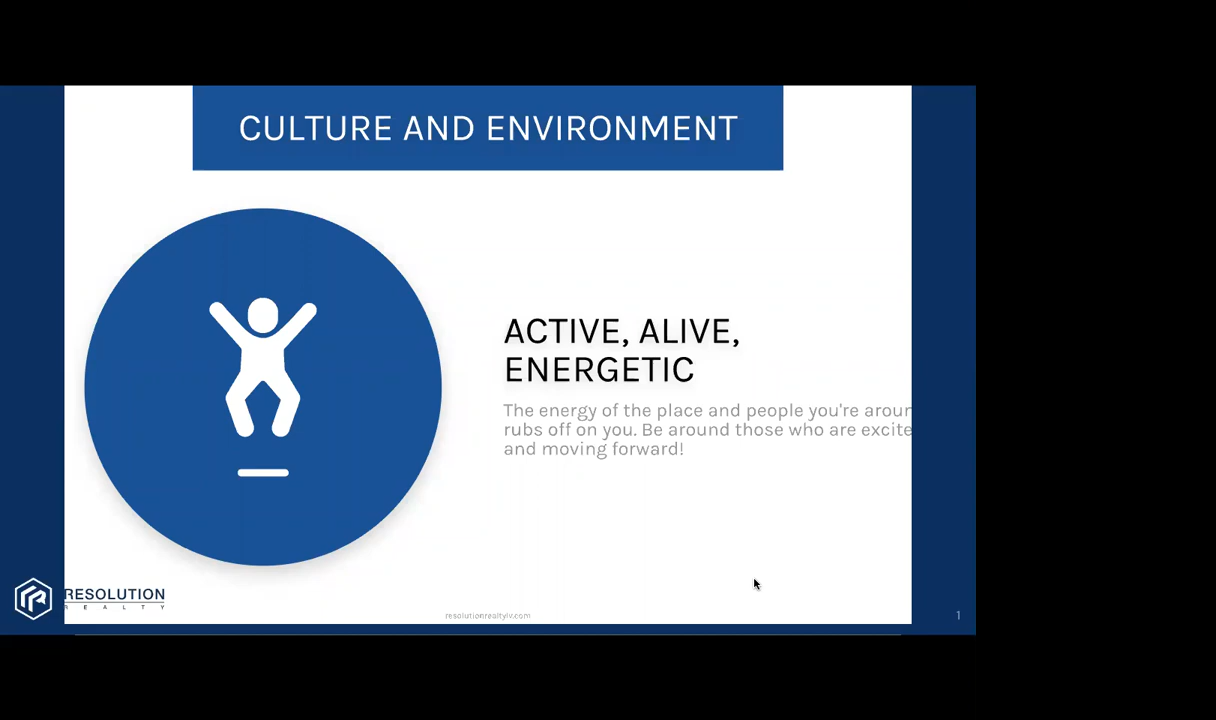 CULTURE AND ENVIRONMENT
ACTIVE, ALIVE,
ENERGETIC
The energy of the place and people you're aroun
rubs off on you. Be around those who are excite
and moving forward!
RESOLUTION
REALTY
resolutionrealtylv.com
1